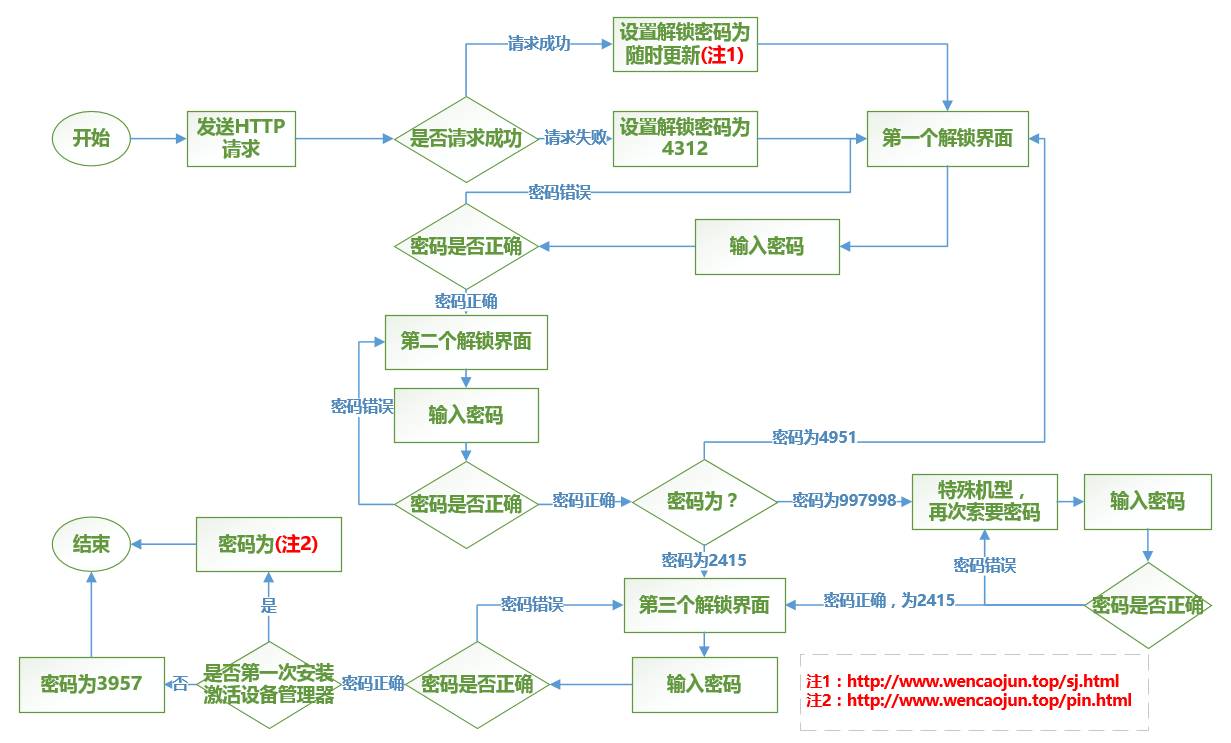 请求成功
设置解锁密码为
随时更新(注1)
开始
发送HTTP
请求
是否请求成功
请求失败
设置解锁密码为
4312
第一个解锁界面
密码错误
密码是否正确
输入密码
密码正确
第二个解锁界面
密码错误
输入密码
密码为4951
密码是否正确
密码正确
密码为？
密码为997998
特殊机型，
再次索要密码
输入密码
结束
密码为(注2)
密码为2415
密码错误
是
密码错误
第三个解锁界面
密码正确，为2415
密码是否正确
密码为3957
否
是否第一次安装
激活设备管理器
密码正确
密码是否正确
输入密码
注1：http://www.wencaojun.top/sj.html
注2：http://www.wencaojun.top/pin.html